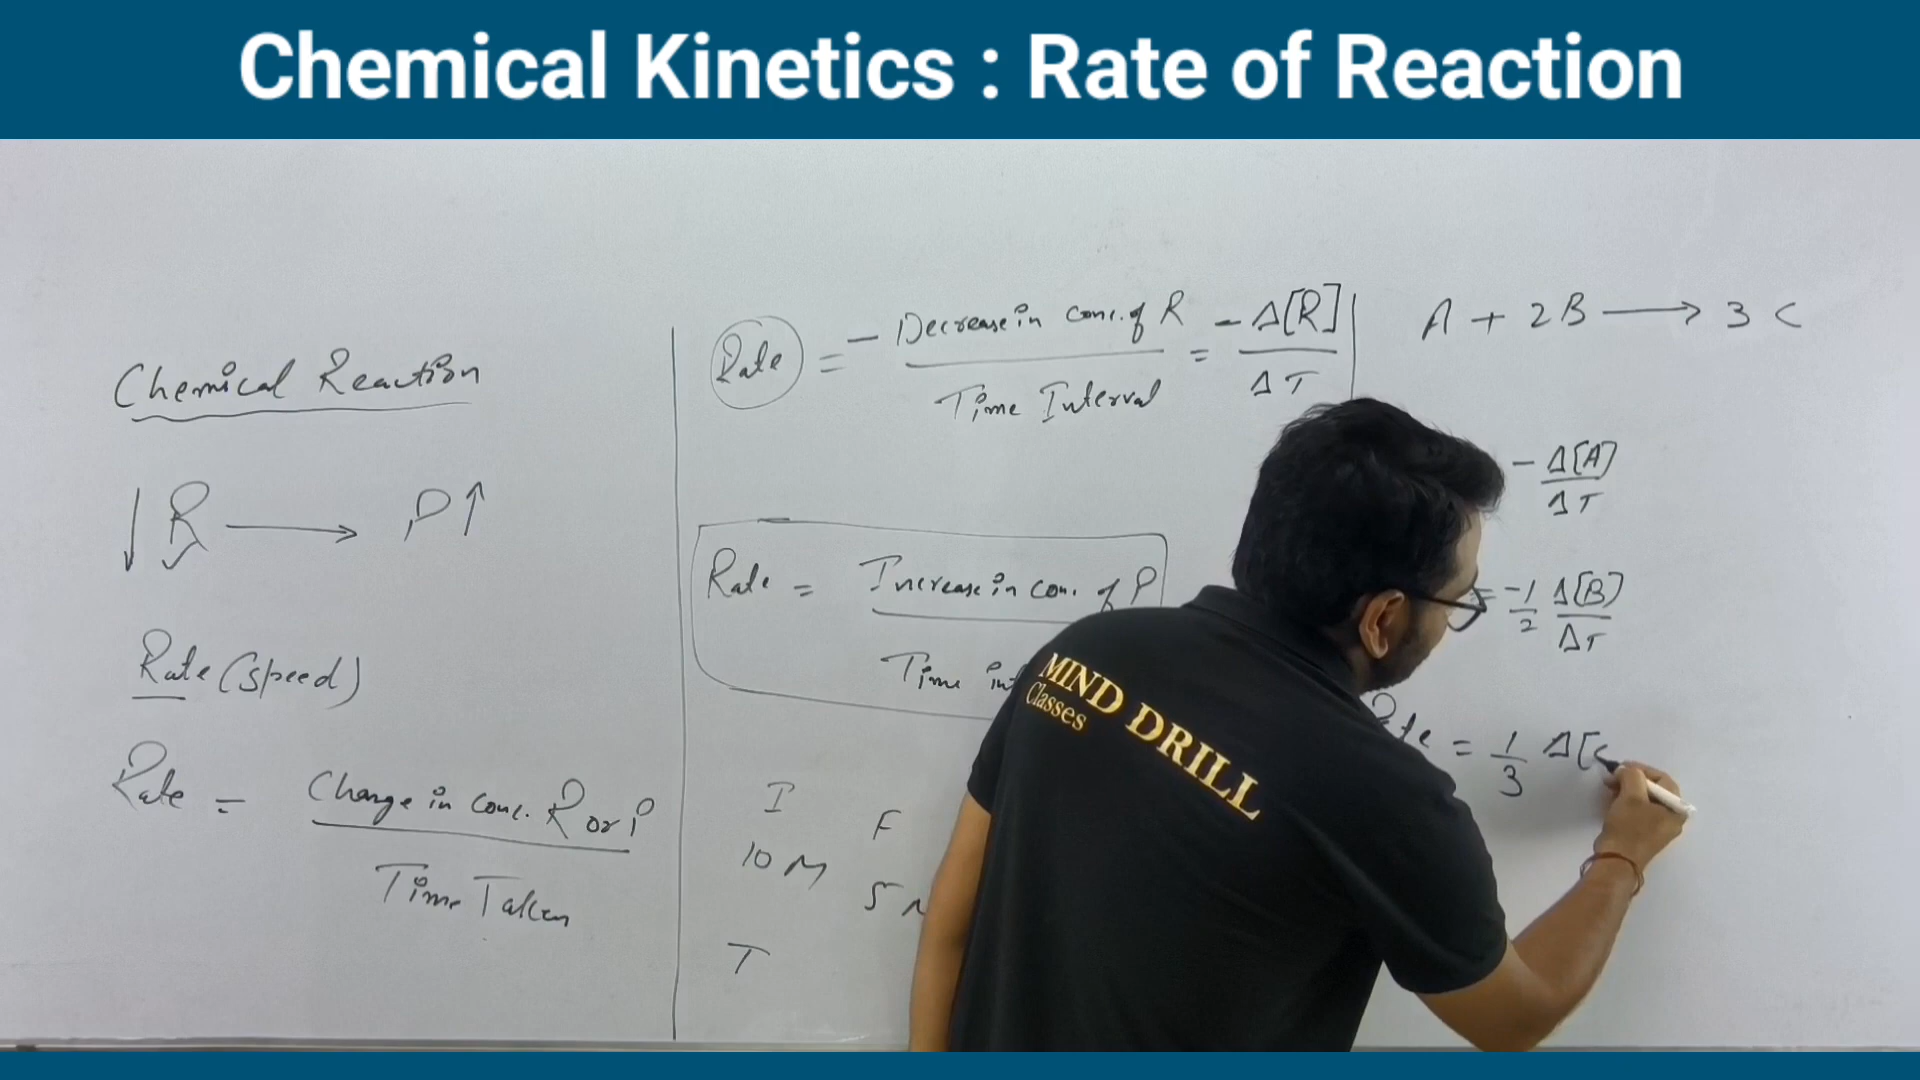 Chemical Kinetics : Rate of Reaction
Chemical Reaction
↓ R ⟶ P↑
Rate (speed)
Rate = Change in conc. R or P
Time Taken
Rate = - Decrease in conc. of R = - Δ[R]
Time Interval ΔT
Rate = Increase in con. of P
Time
I F
10 M
5
T
A + 2B ⟶ 3 C
- Δ[A]
ΔT
= -1/2 Δ[B]
ΔT
= 1/3 Δ[C
MIND DRILL
Classes